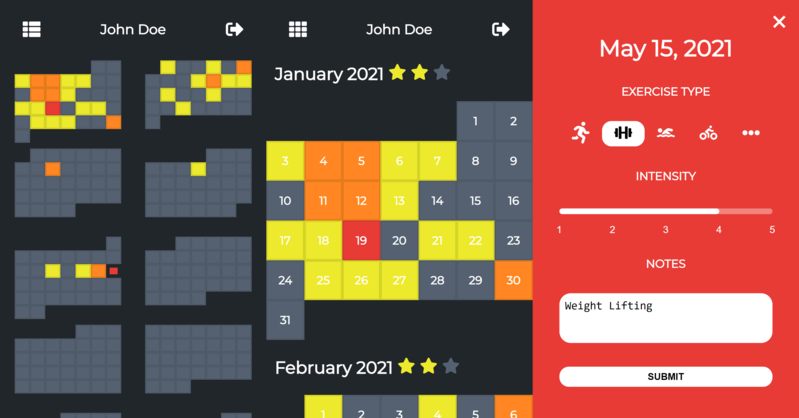 John Doe
John Doe
January 2021
1 2
3 4 5 6 7 8 9
10 11 12 13 14 15 16
17 18 19 20 21 22 23
24 25 26 27 28 29 30
31
February 2021
1 2 3 4 5 6
May 15, 2021
EXERCISE TYPE
INTENSITY
1 2 3 4 5
NOTES
Weight Lifting
SUBMIT